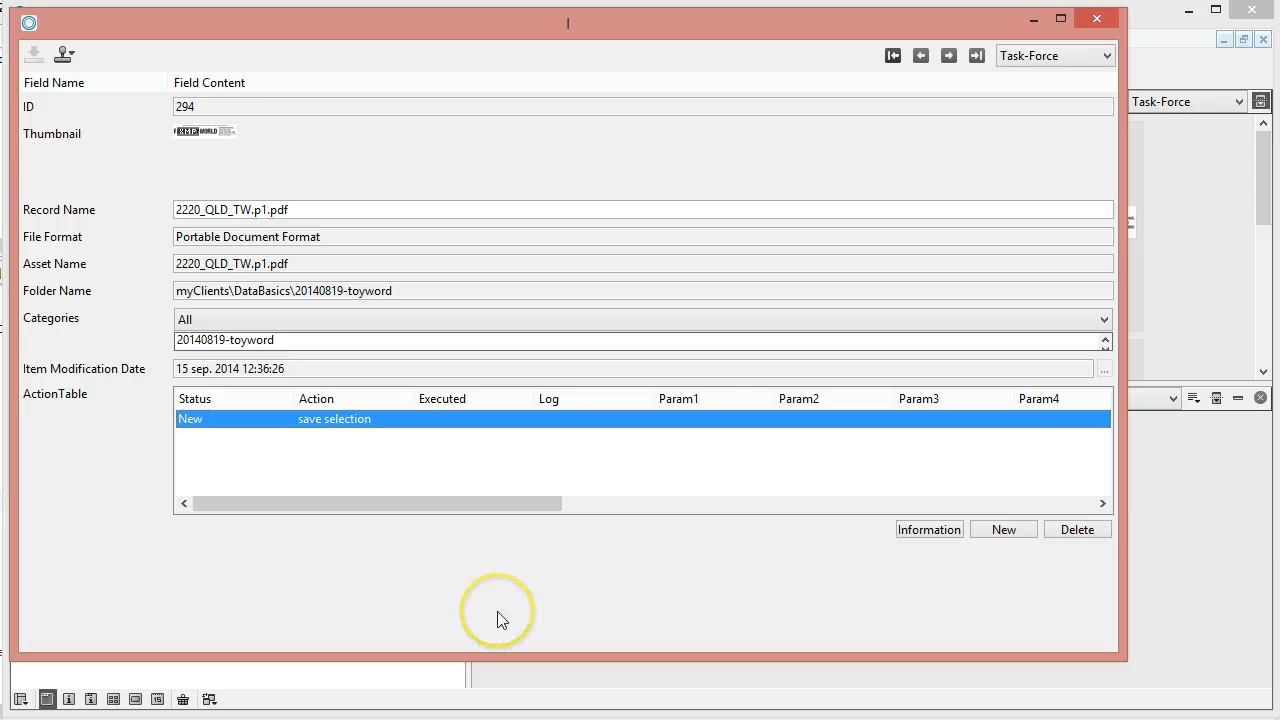 Task-Force
Field Name Field Content
Task-Force
ID 294
Thumbnail XMP WORLD
Record Name 2220_QLD_TW.p1.pdf
File Format Portable Document Format
Asset Name 2220_QLD_TW.p1.pdf
Folder Name myClients\DataBasics\20140819-toyword
Categories All
20140819-toyword
Item Modification Date 15 sep. 2014 12:36:26 ...
ActionTable Status Action Executed Log Param1 Param2 Param3 Param4
New save selection
Information New Delete